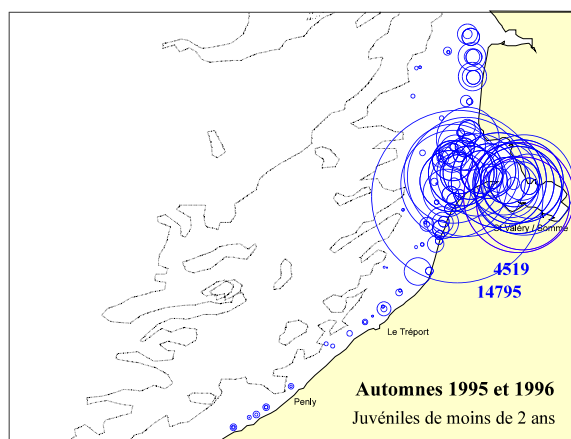 St Valéry / Somme
4519
14795
Le Tréport
Automnes 1995 et 1996
Penly
Juvéniles de moins de 2 ans